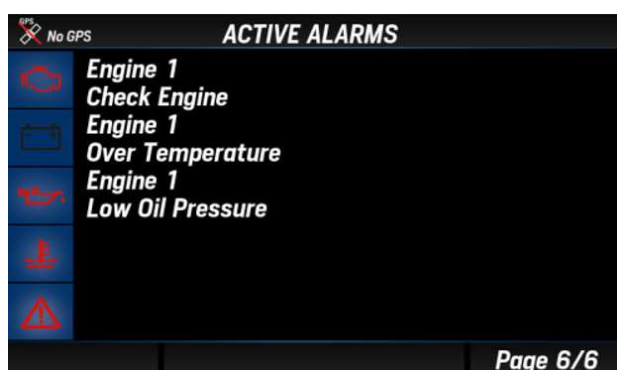 GPS
No GPS
ACTIVE ALARMS
Engine 1
Check Engine
Engine 1
Over Temperature
Engine 1
Low Oil Pressure
Page 6/6